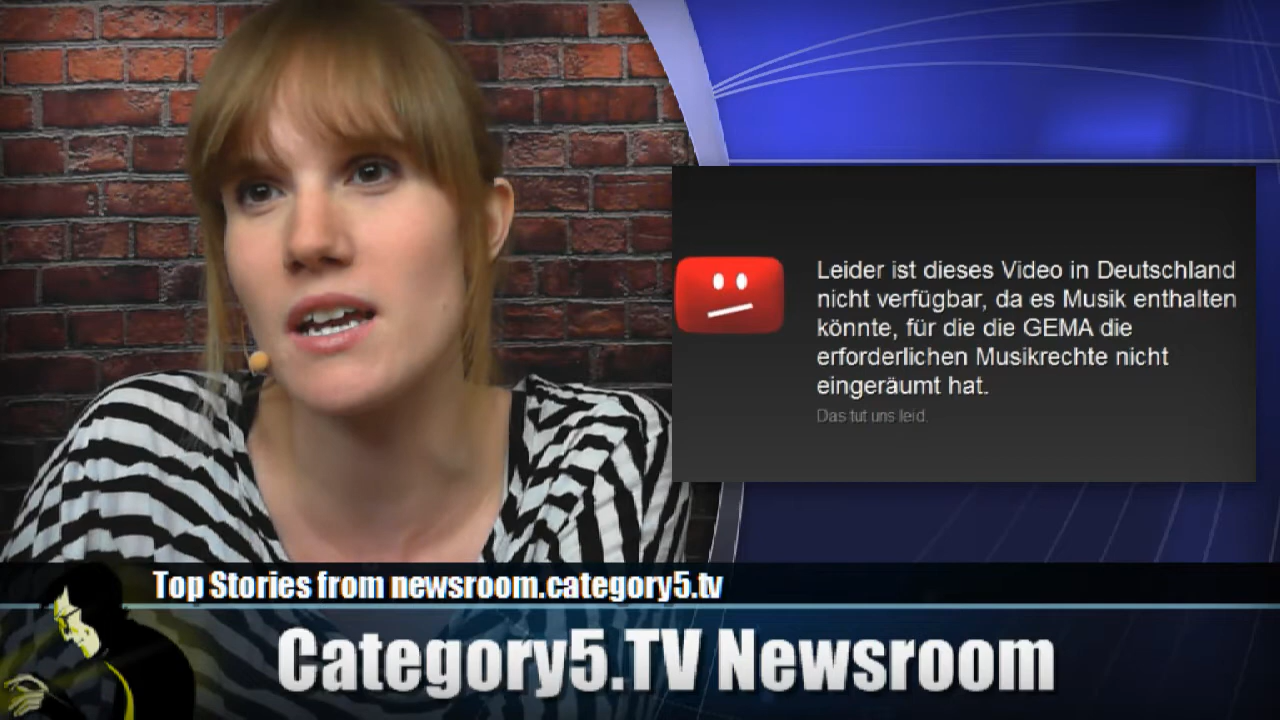 Leider ist dieses Video in Deutschland
nicht verfügbar, da es Musik enthalten
könnte, für die die GEMA die
erforderlichen Musikrechte nicht
eingeräumt hat.
Das tut uns leid.
Top Stories from newsroom.category5.tv
Category5.TV Newsroom